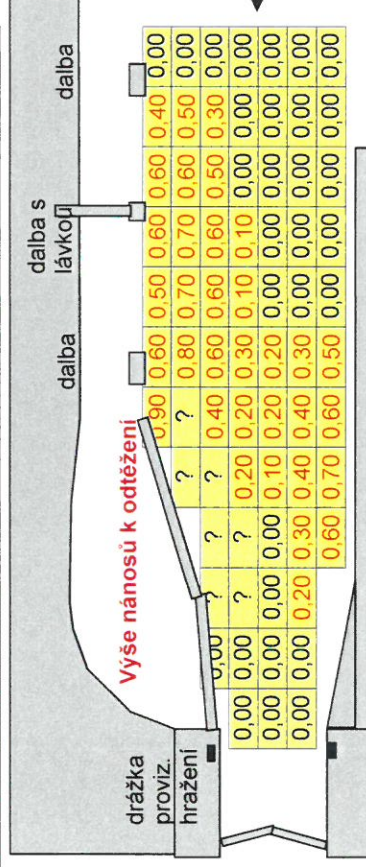 dalba s
lávkou
dalba
dalba
Výše nánosů k odtěžení
drážka
proviz.
hražení
0,90 0,60 0,50 0,60 0,60 0,40 0,00
? ? 0,80 0,70 0,70 0,60 0,50 0,00
0,00 ? ? ? 0,40 0,60 0,60 0,60 0,50 0,30 0,00
0,00 0,00 ? ? 0,20 0,20 0,30 0,10 0,10 0,00 0,00 0,00
0,00 0,00 0,00 0,00 0,10 0,20 0,20 0,00 0,00 0,00 0,00 0,00
0,00 0,00 0,20 0,30 0,40 0,40 0,30 0,00 0,00 0,00 0,00 0,00
0,60 0,70 0,60 0,50 0,00 0,00 0,00 0,00 0,00